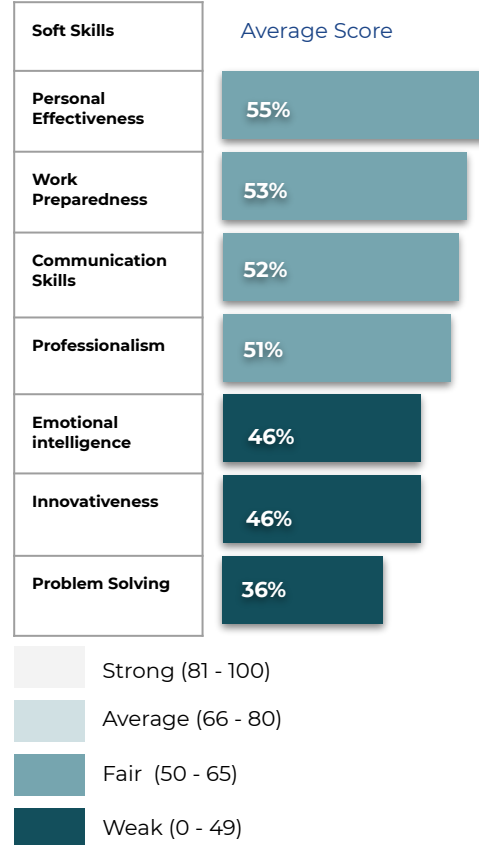 Soft Skills
Average Score
Personal
Effectiveness
55%
Work
Preparedness
53%
Communication
Skills
52%
Professionalism
51%
Emotional
intelligence
46%
Innovativeness
46%
Problem Solving
36%
Strong (81 - 100)
Average (66 - 80)
Fair (50 - 65)
Weak (0 - 49)